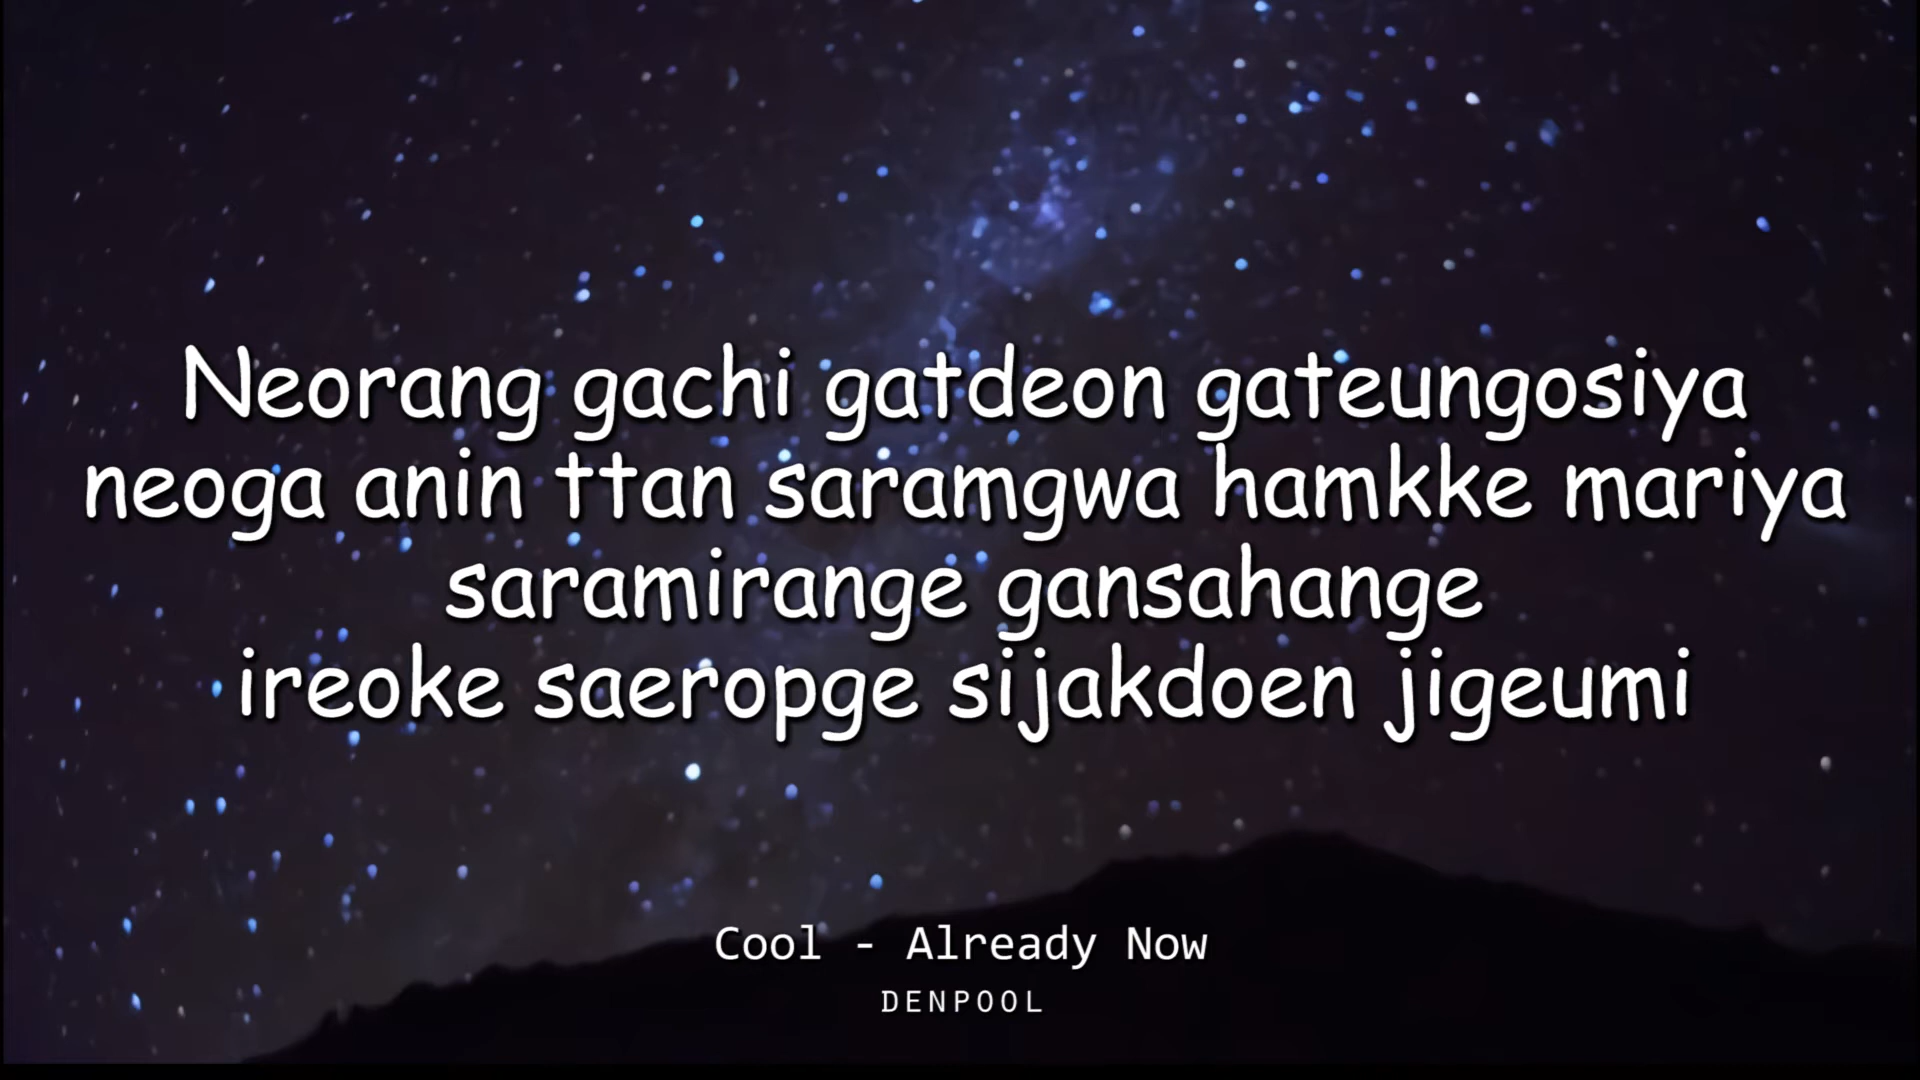 Neorang gachi gatdeon gateungosiya
neoga anin ttan saramgwa hamkke mariya
saramirange gansahange
ireoke saeropge sijakdoen jigeumi
Cool - Already Now
DENPOOL